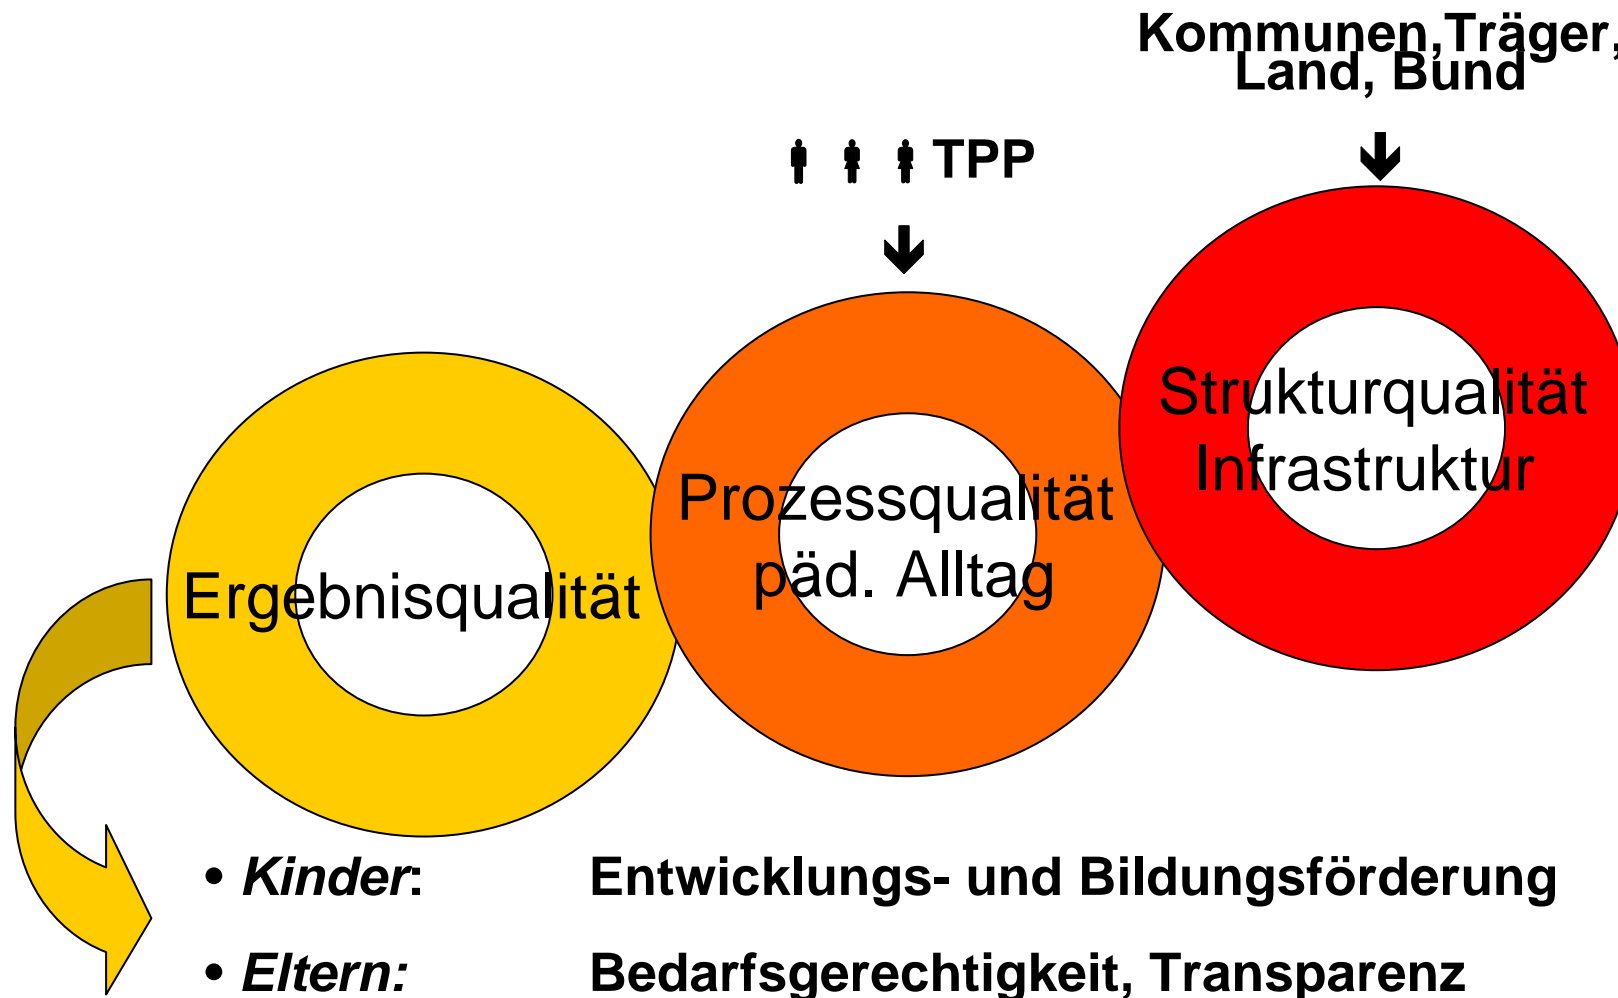 Kommunen,Träger,
Land, Bund
TPP
Strukturqualität
Infrastruktur
Prozessqualität
päd. Alltag
Ergebnisqualität
• Kinder: Entwicklungs- und Bildungsförderung
• Eltern: Bedarfsgerechtigkeit, Transparenz